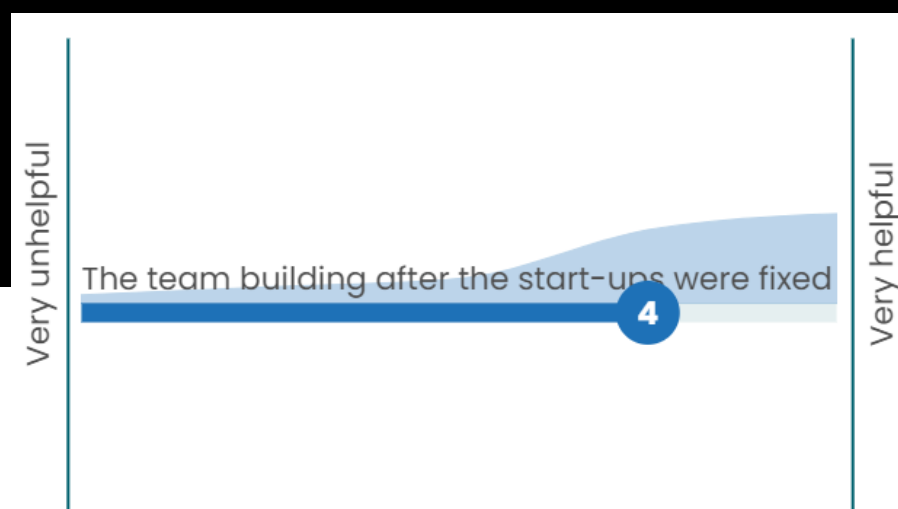 Very unhelpful
The team building after the start-ups were fixed
4
Very helpful